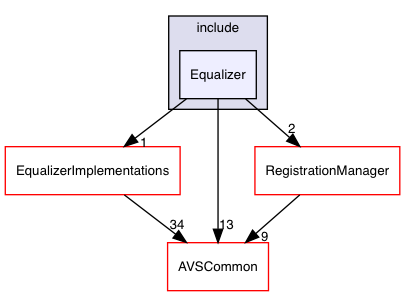 include
Equalizer
1
2
EqualizerImplementations
RegistrationManager
34
13
9
AVSCommon